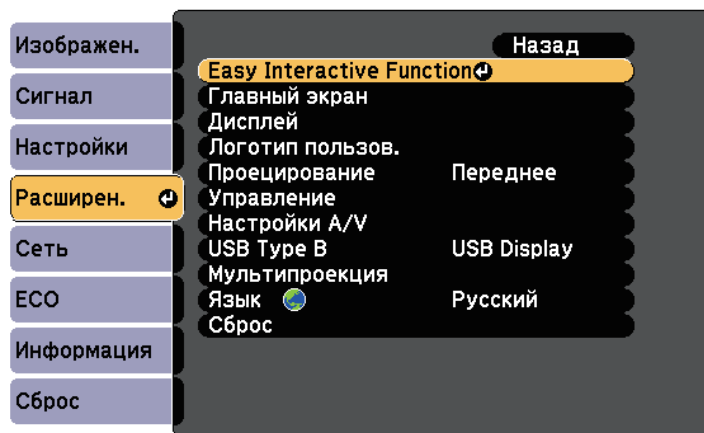 Изображен.
Сигнал
Настройки
Расширен.
Сеть
ECO
Информация
Сброс
Назад
Easy Interactive Function
Главный экран
Дисплей
Логотип пользов.
Проецирование Переднее
Управление
Настройки A/V
USB Type B USB Display
Мультипроекция
Язык Русский
Сброс